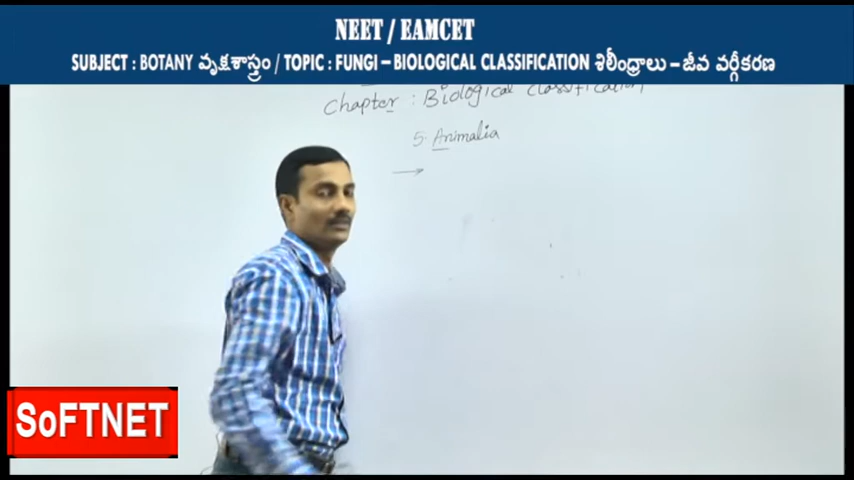 NEET / EAMCET
SUBJECT : BOTANY వృక్షశాస్త్రం / TOPIC : FUNGI – BIOLOGICAL CLASSIFICATION శిలీంధ్రాలు – జీవ వర్గీకరణ
Chapter : Biological Classification
5. Animalia
→
SoFTNET